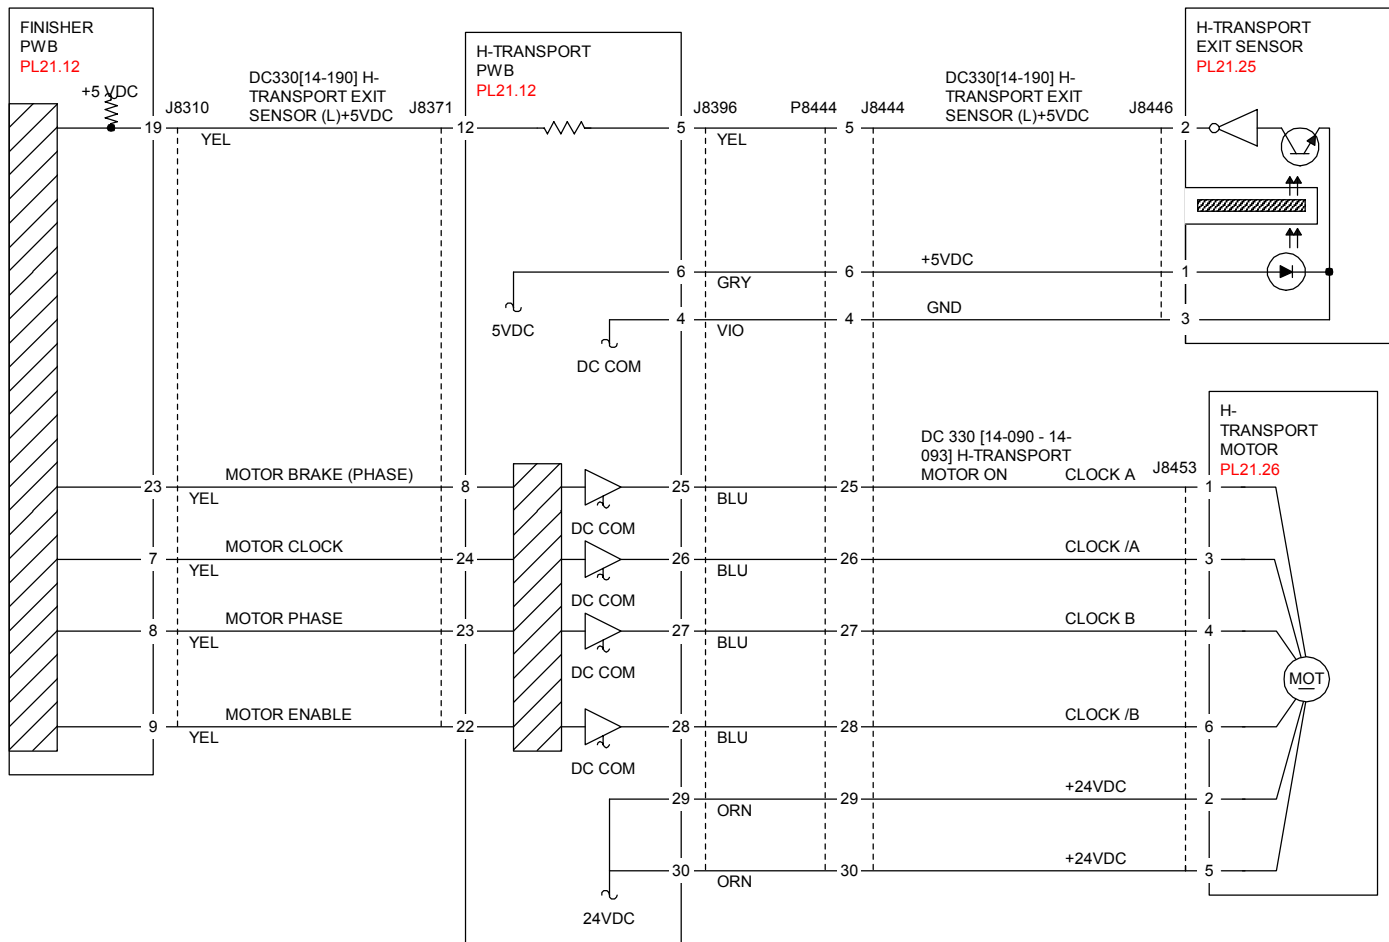 FINISHER
PWB
PL21.12
+5 VDC
J8310
19
YEL
DC330[14-190] H-
TRANSPORT EXIT
SENSOR (L)+5VDC
J8371
12
H-TRANSPORT
PWB
PL21.12
J8396
5
YEL
P8444
J8444
5
DC330[14-190] H-
TRANSPORT EXIT
SENSOR (L)+5VDC
J8446
2
H-TRANSPORT
EXIT SENSOR
PL21.25
5VDC
6
GRY
6
+5VDC
1
DC COM
4
VIO
4
GND
3
DC 330 [14-090 - 14-
093] H-TRANSPORT
MOTOR ON
J8453
H-
TRANSPORT
MOTOR
PL21.26
23
YEL
MOTOR BRAKE (PHASE)
8
DC COM
25
BLU
25
CLOCK A
1
7
YEL
MOTOR CLOCK
24
DC COM
26
BLU
26
CLOCK /A
3
8
YEL
MOTOR PHASE
23
DC COM
27
BLU
27
CLOCK B
4
MOT
9
YEL
MOTOR ENABLE
22
DC COM
28
BLU
28
CLOCK /B
6
29
ORN
29
+24VDC
2
24VDC
30
ORN
30
+24VDC
5